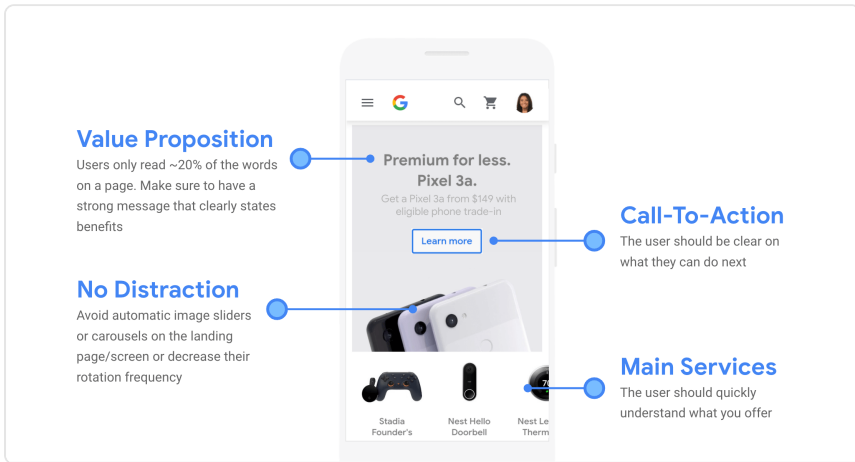 Value Proposition
Users only read ~20% of the words
on a page. Make sure to have a
strong message that clearly states
benefits
No Distraction
Avoid automatic image sliders
or carousels on the landing
page/screen or decrease their
rotation frequency
G
Premium for less.
Pixel 3a.
Get a Pixel 3a from $149 with
eligible phone trade-in
Learn more
70
Stadia
Founder's
Nest Hello
Doorbell
Nest Le
Therm
Call-To-Action
The user should be clear on
what they can do next
Main Services
The user should quickly
understand what you offer